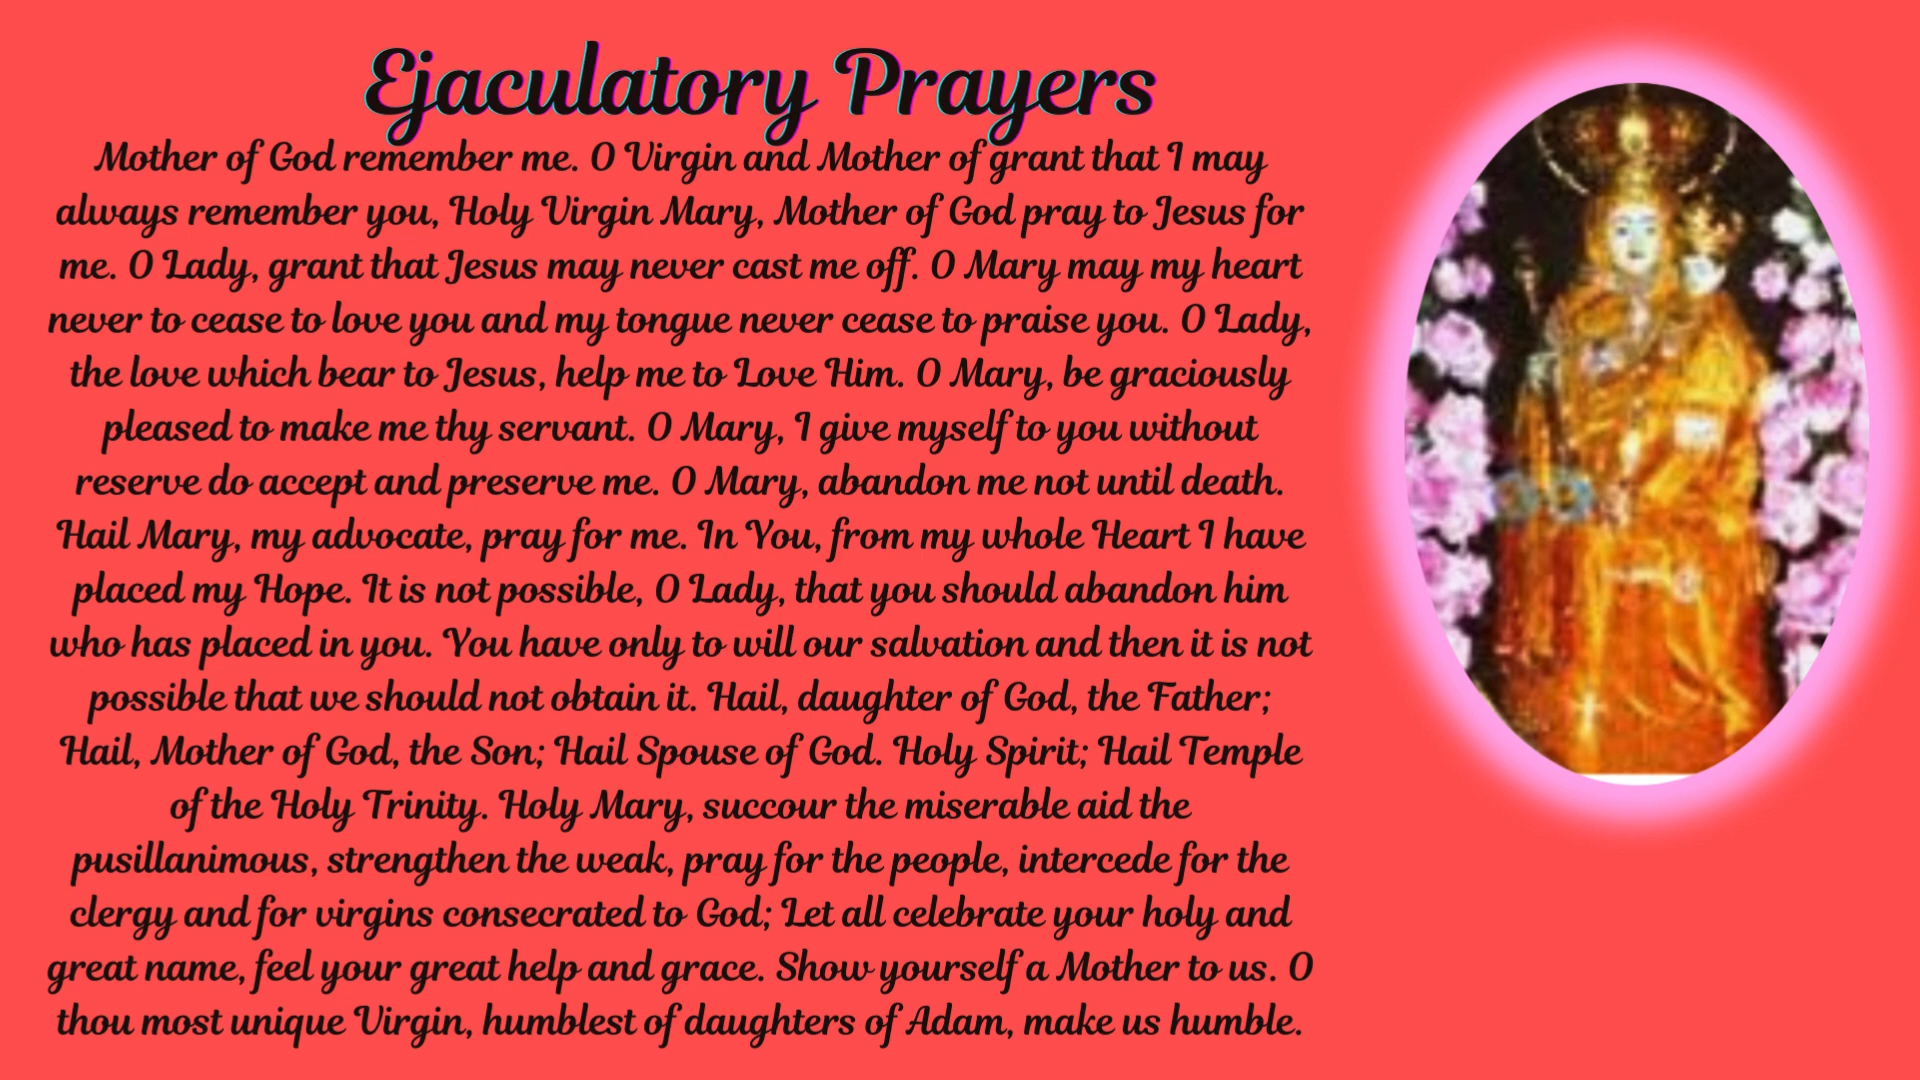 Ejaculatory Prayers
Mother of God remember me. O Virgin and Mother of grant that I may
always remember you, Holy Virgin Mary, Mother of God pray to Jesus for
me. O Lady, grant that Jesus may never cast me off. O Mary may my heart
never to cease to love you and my tongue never cease to praise you. O Lady,
the love which bear to Jesus, help me to Love Him. O Mary, be graciously
pleased to make me thy servant. O Mary, I give myself to you without
reserve do accept and preserve me. O Mary, abandon me not until death.
Hail Mary, my advocate, pray for me. In You, from my whole Heart I have
placed my Hope. It is not possible, O Lady, that you should abandon him
who has placed in you. You have only to will our salvation and then it is not
possible that we should not obtain it. Hail, daughter of God, the Father;
Hail, Mother of God, the Son; Hail Spouse of God. Holy Spirit; Hail Temple
of the Holy Trinity. Holy Mary, succour the miserable aid the
pusillanimous, strengthen the weak, pray for the people, intercede for the
clergy and for virgins consecrated to God; Let all celebrate your holy and
great name, feel your great help and grace. Show yourself a Mother to us. O
thou most unique Virgin, humblest of daughters of Adam, make us humble.